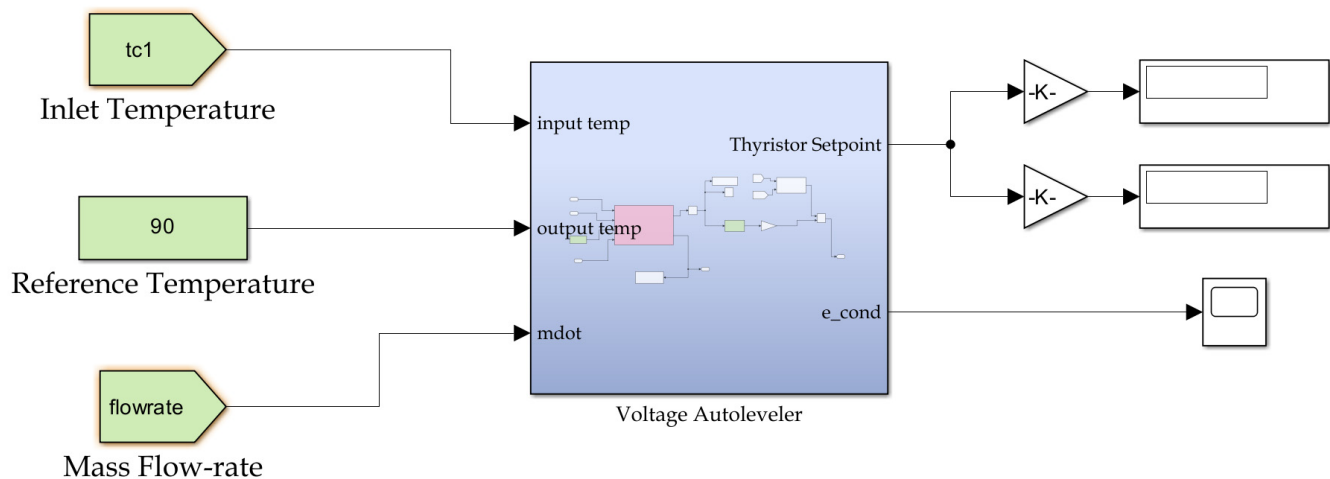 tc1
Inlet Temperature
90
Reference Temperature
flowrate
Mass Flow-rate
input temp
output temp
mdot
Thyristor Setpoint
e_cond
Voltage Autoleveler
-K-
-K-